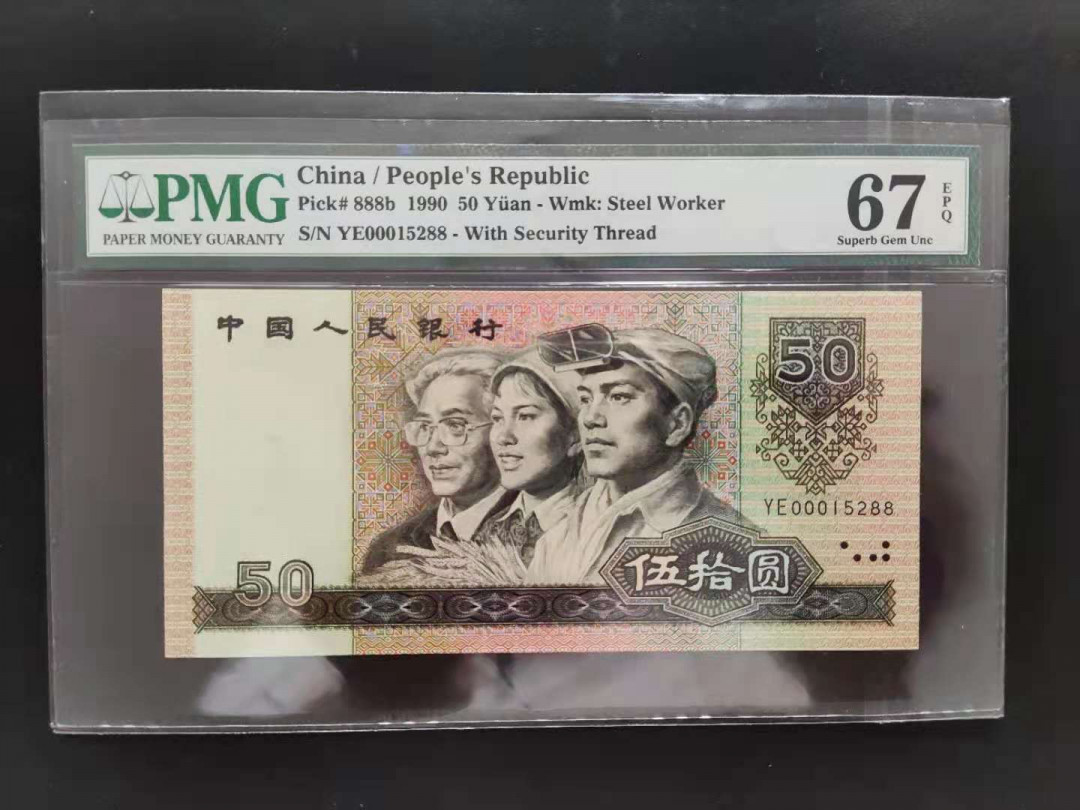 PMG
PAPER MONEY GUARANTY
China / People's Republic
Pick# 888b 1990 50 Yüan - Wmk: Steel Worker
S/N YE00015288 - With Security Thread
67
EPQ
Superb Gem Unc
中国人民银行
50
YE00015288
50
伍拾圆